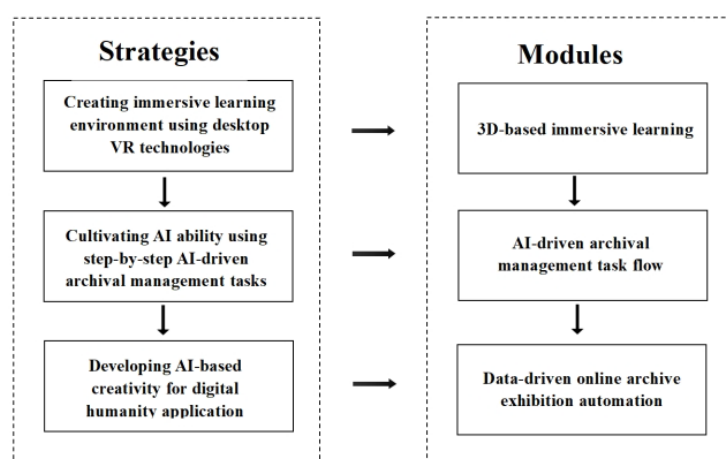 Strategies
Creating immersive learning
environment using desktop
VR technologies
Cultivating AI ability using
step-by-step AI-driven
archival management tasks
Developing AI-based
creativity for digital
humanity application
Modules
3D-based immersive learning
AI-driven archival
management task flow
Data-driven online archive
exhibition automation